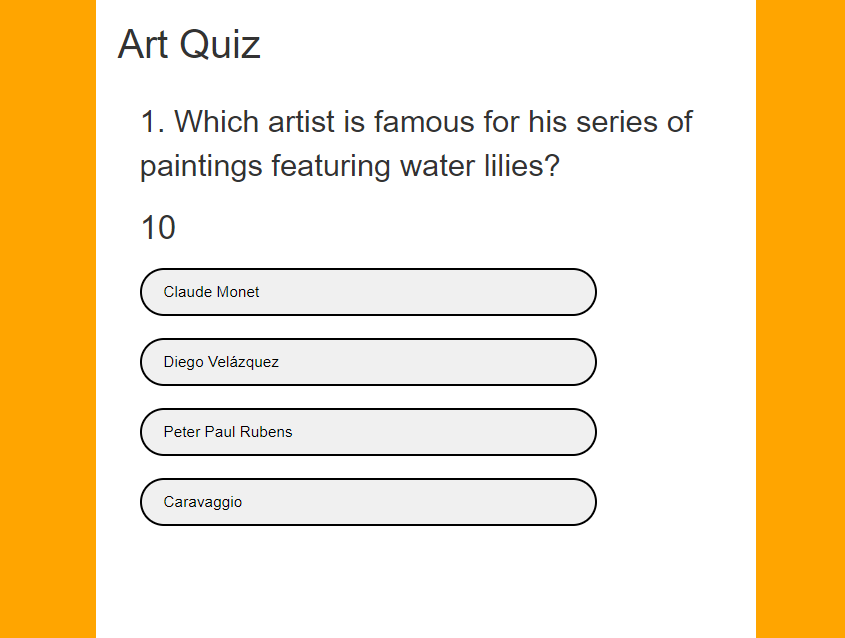 Art Quiz
1. Which artist is famous for his series of
paintings featuring water lilies?
10
Claude Monet
Diego Velázquez
Peter Paul Rubens
Caravaggio